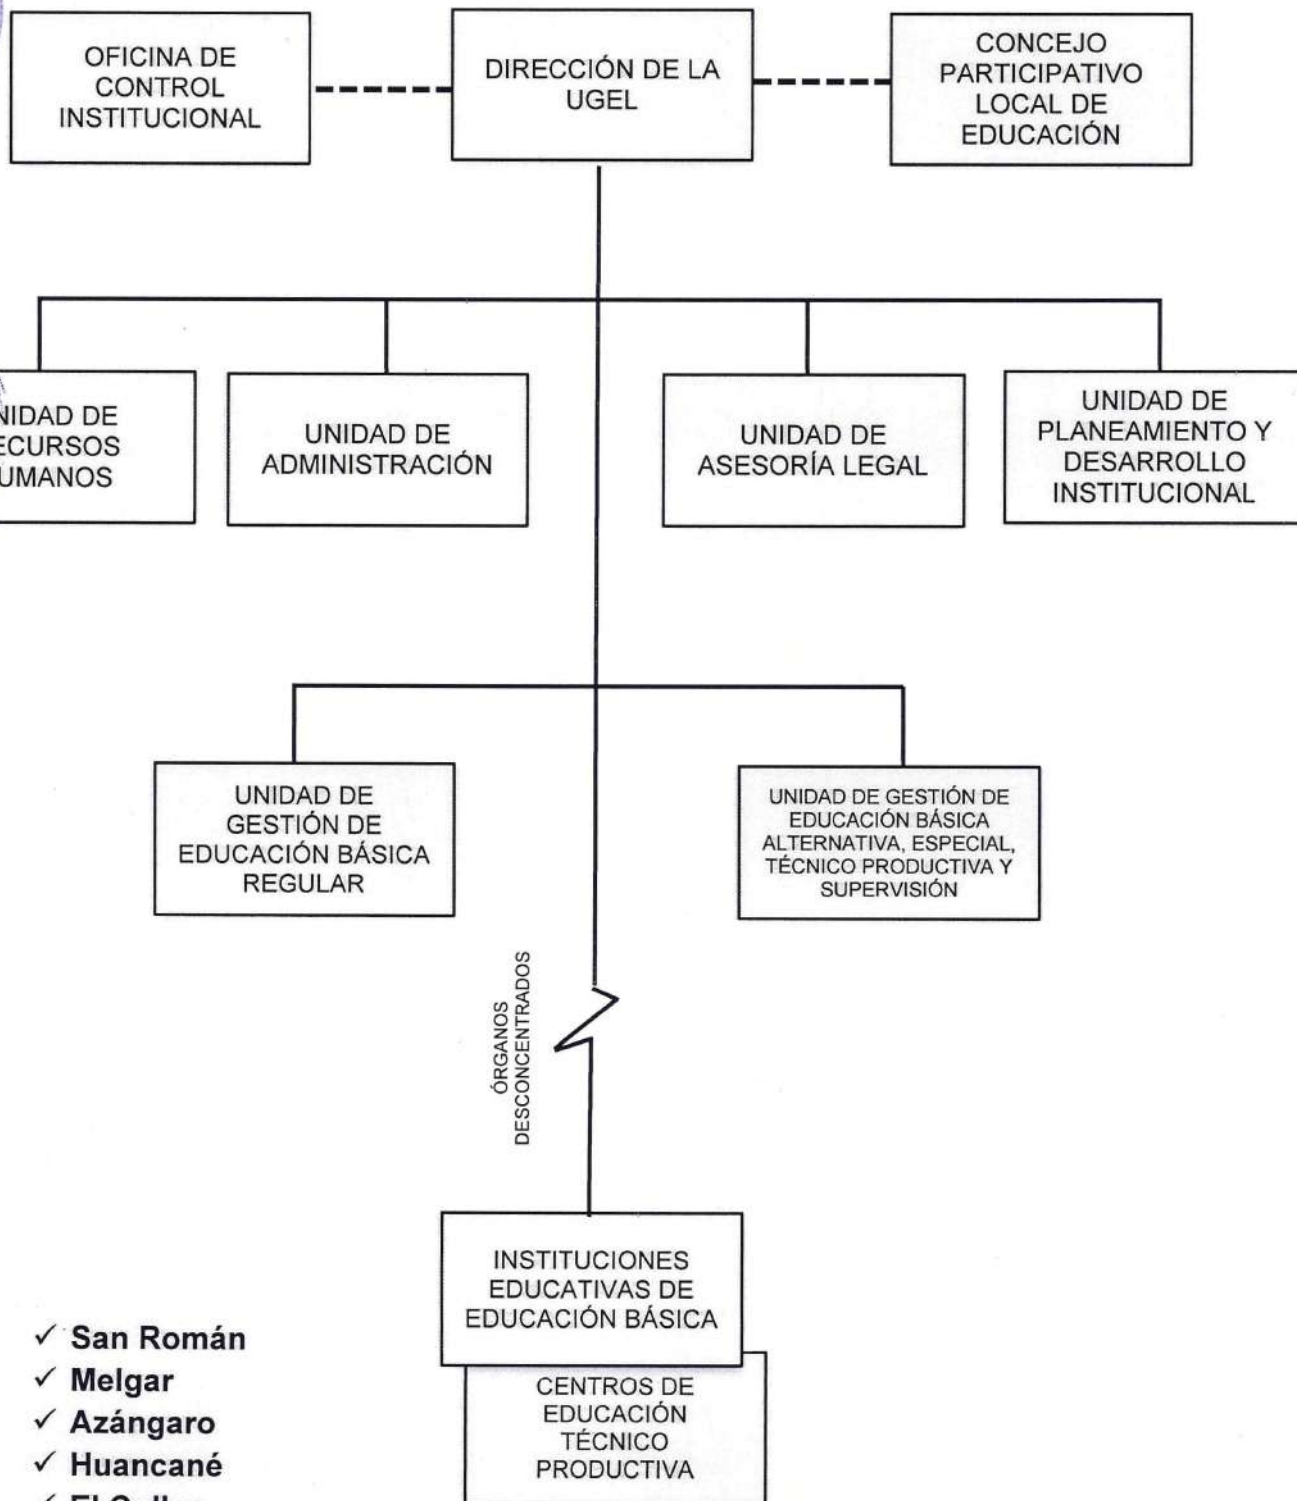 OFICINA DE
CONTROL
INSTITUCIONAL
DIRECCIÓN DE LA
UGEL
CONCEJO
PARTICIPATIVO
LOCAL DE
EDUCACIÓN
NIDAD DE
ECURSOS
UMANOS
UNIDAD DE
ADMINISTRACIÓN
UNIDAD DE
ASESORÍA LEGAL
UNIDAD DE
PLANEAMIENTO Y
DESARROLLO
INSTITUCIONAL
UNIDAD DE
GESTIÓN DE
EDUCACIÓN BÁSICA
REGULAR
UNIDAD DE GESTIÓN DE
EDUCACIÓN BÁSICA
ALTERNATIVA, ESPECIAL,
TÉCNICO PRODUCTIVA Y
SUPERVISIÓN
ÓRGANOS
DESCONCENTRADOS
INSTITUCIONES
EDUCATIVAS DE
EDUCACIÓN BÁSICA
CENTROS DE
EDUCACIÓN
TÉCNICO
PRODUCTIVA
✓ San Román
✓ Melgar
✓ Azángaro
✓ Huancané